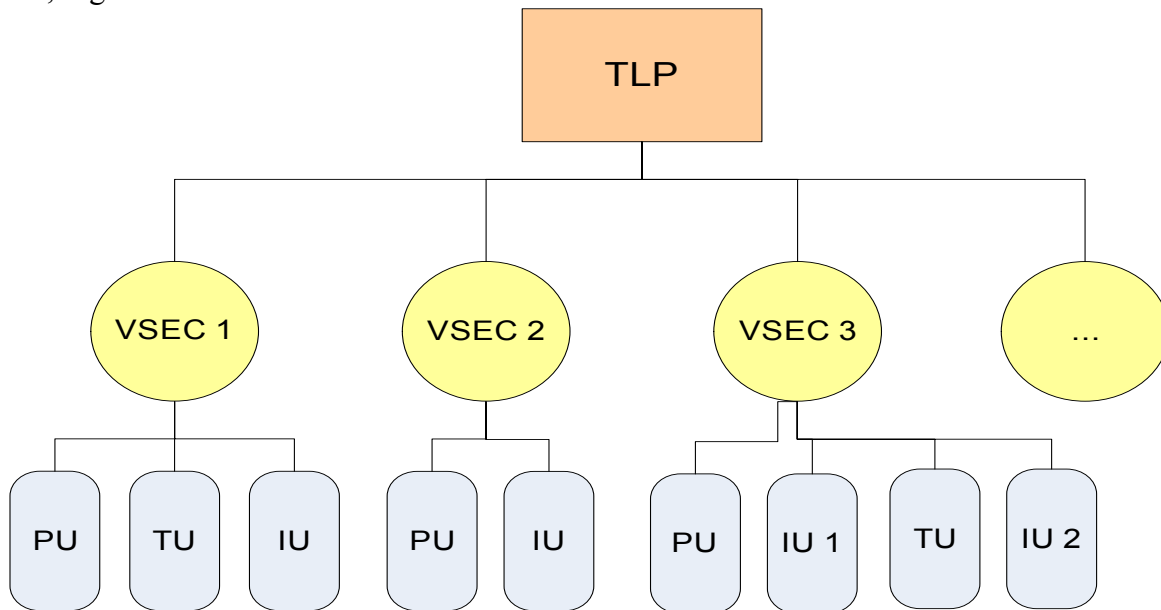 TLP
VSEC 1
VSEC 2
VSEC 3
...
PU
TU
IU
PU
IU
PU
IU 1
TU
IU 2